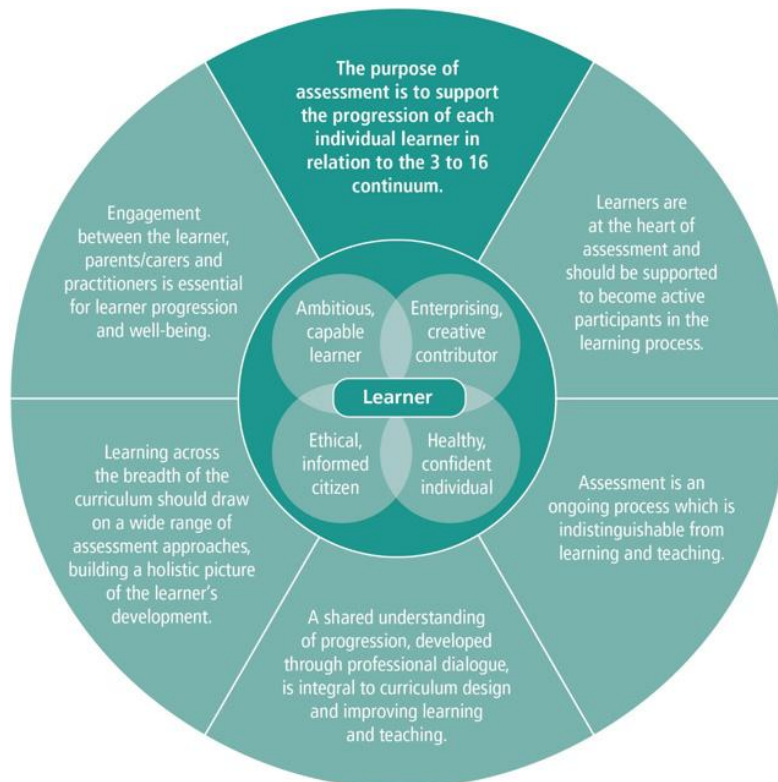 The purpose of
assessment is to support
the progression of each
individual learner in
relation to the 3 to 16
continuum.
Learners are
at the heart of
assessment and
should be supported
to become active
participants in the
learning process.
Assessment is an
ongoing process which is
indistinguishable from
learning and teaching.
A shared understanding
of progression, developed
through professional dialogue,
is integral to curriculum design
and improving learning
and teaching.
Learning across
the breadth of the
curriculum should draw
on a wide range of
assessment approaches,
building a holistic picture
of the learner's
development.
Engagement
between the learner,
parents/carers and
practitioners is essential
for learner progression
and well-being.
Ambitious,
capable
learner
Enterprising,
creative
contributor
Learner
Ethical,
informed
citizen
Healthy,
confident
individual